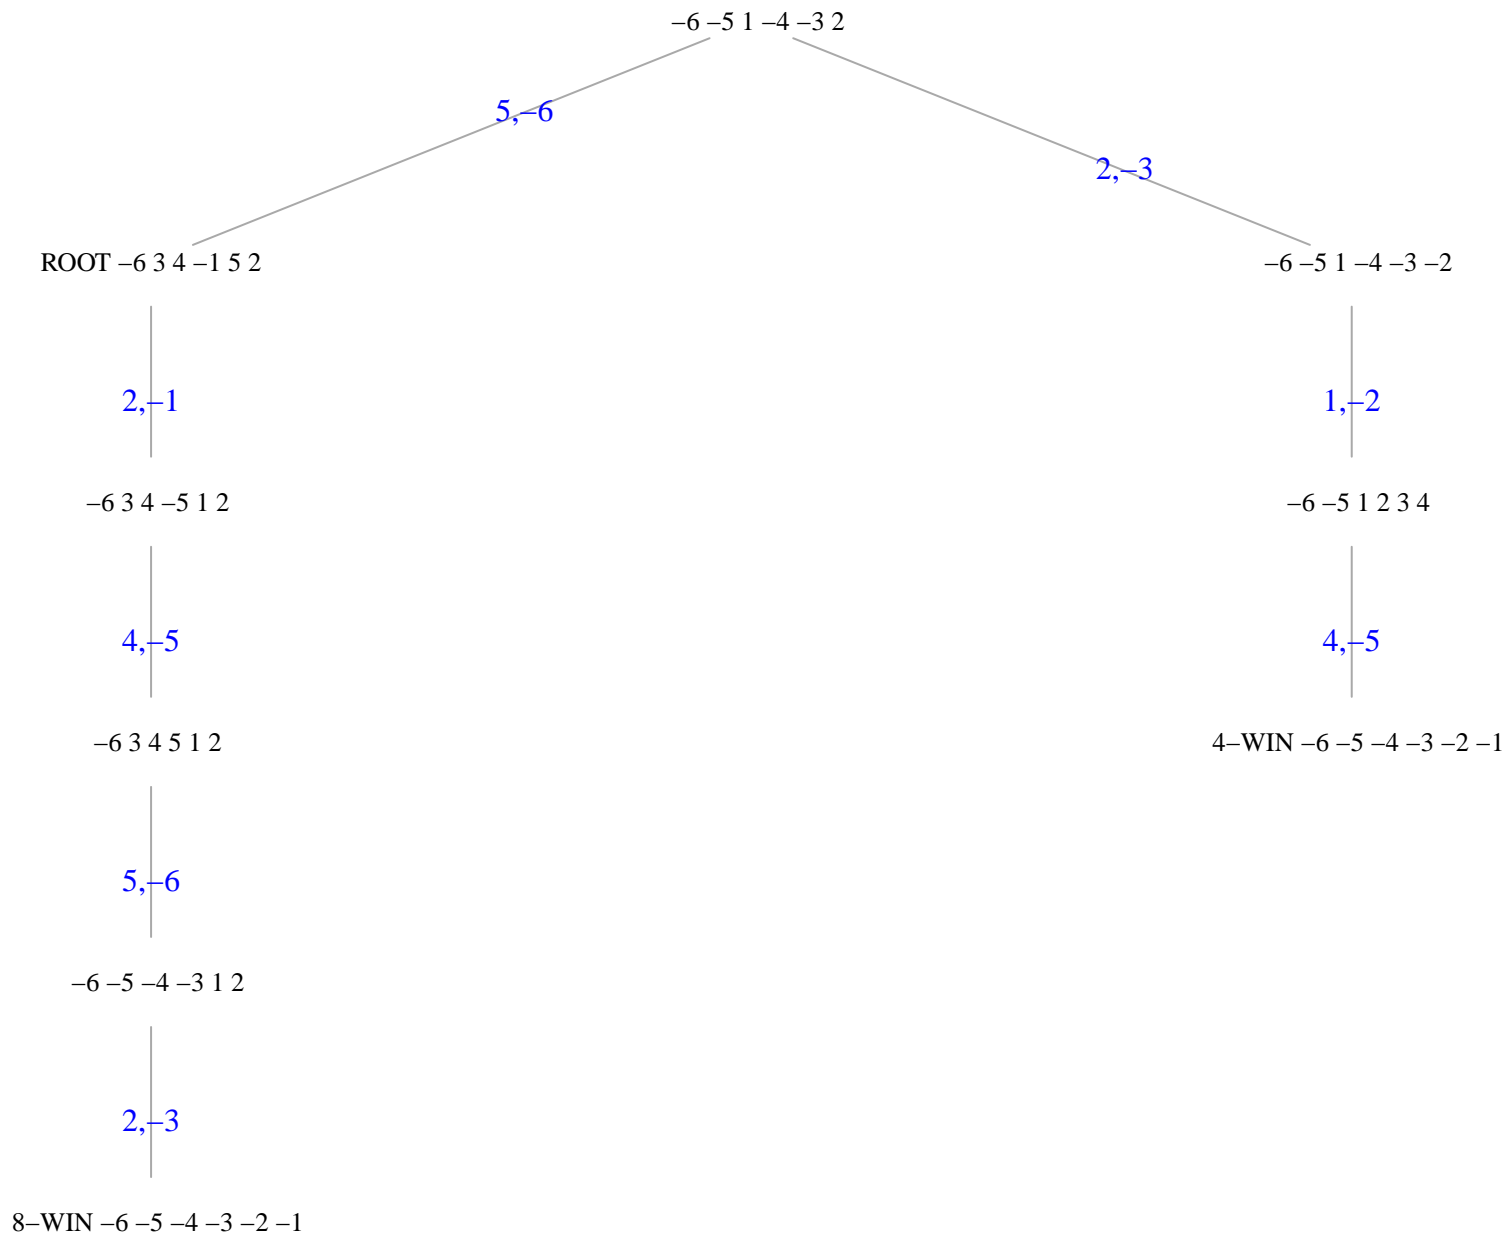 –6 –5 1 –4 –3 2
5,–6
2,–3
ROOT –6 3 4 –1 5 2
–6 –5 1 –4 –3 –2
2,–1
1,–2
–6 3 4 –5 1 2
–6 –5 1 2 3 4
4,–5
4,–5
–6 3 4 5 1 2
4–WIN –6 –5 –4 –3 –2 –1
5,–6
–6 –5 –4 –3 1 2
2,–3
8–WIN –6 –5 –4 –3 –2 –1